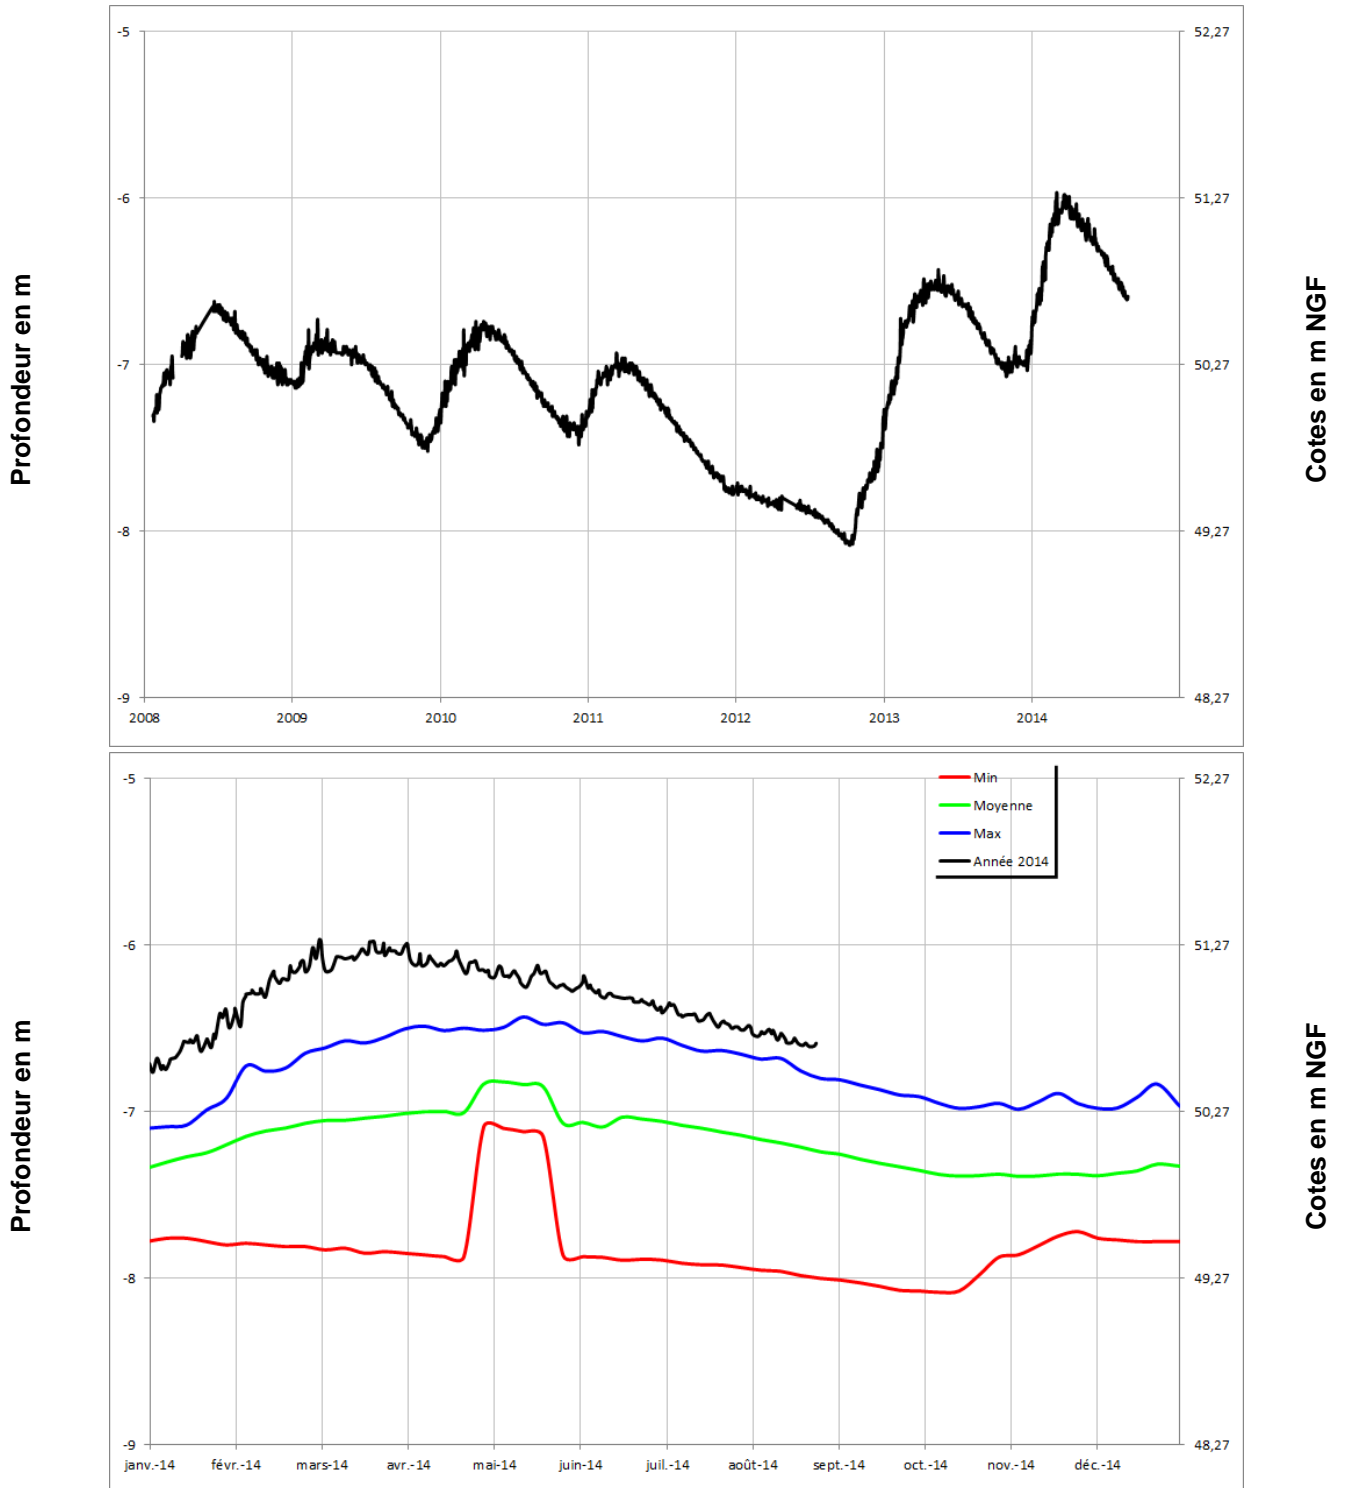 Profondeur en m
-5
-6
-7
-8
-9
52,27
51,27
50,27
49,27
48,27
Cotes en m NGF
2008 2009 2010 2011 2012 2013 2014
Profondeur en m
-5
-6
-7
-8
-9
Min
Moyenne
Max
Année 2014
52,27
51,27
50,27
49,27
48,27
Cotes en m NGF
janv.-14 févr.-14 mars-14 avr.-14 mai-14 juin-14 juil.-14 août-14 sept.-14 oct.-14 nov.-14 déc.-14